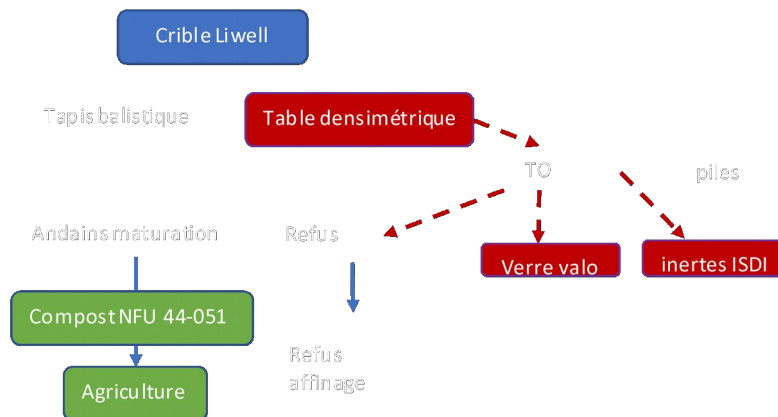 Crible Liwell
Tapis balistique
Table densimétrique
TO
piles
Andains maturation
Refus
Verre valo
inertes ISDI
Compost NFU 44-051
Refus
affinage
Agriculture